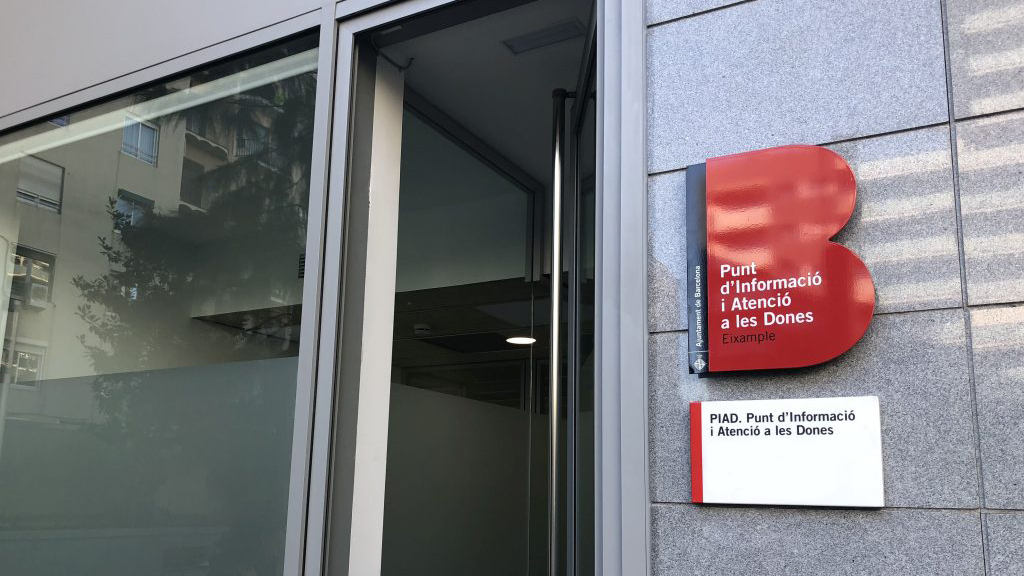 Ajuntament de Barcelona
Punt
d'Informació
i Atenció
a les Dones
Eixample
PIAD. Punt d'Informació
i Atenció a les Dones